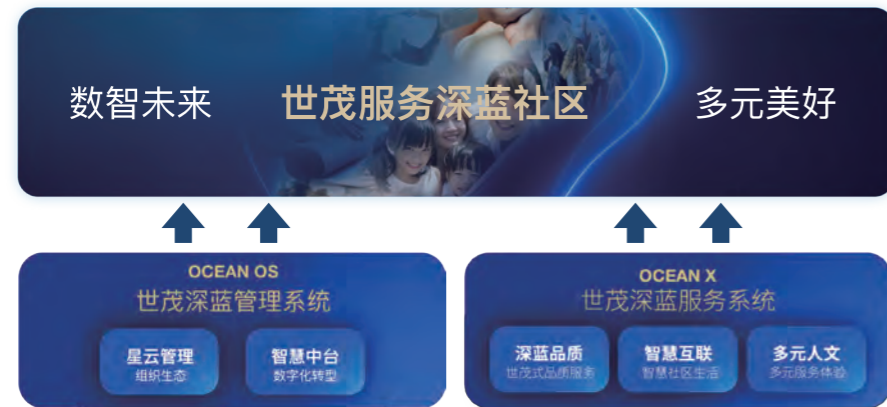 数智未来 世茂服务深蓝社区 多元美好
OCEAN OS
世茂深蓝管理系统
星云管理 智慧中台
组织生态 数字化转型
OCEAN X
世茂深蓝服务系统
深蓝品质 智慧互联 多元人文
世茂式品质服务 智慧社区生活 多元服务体验